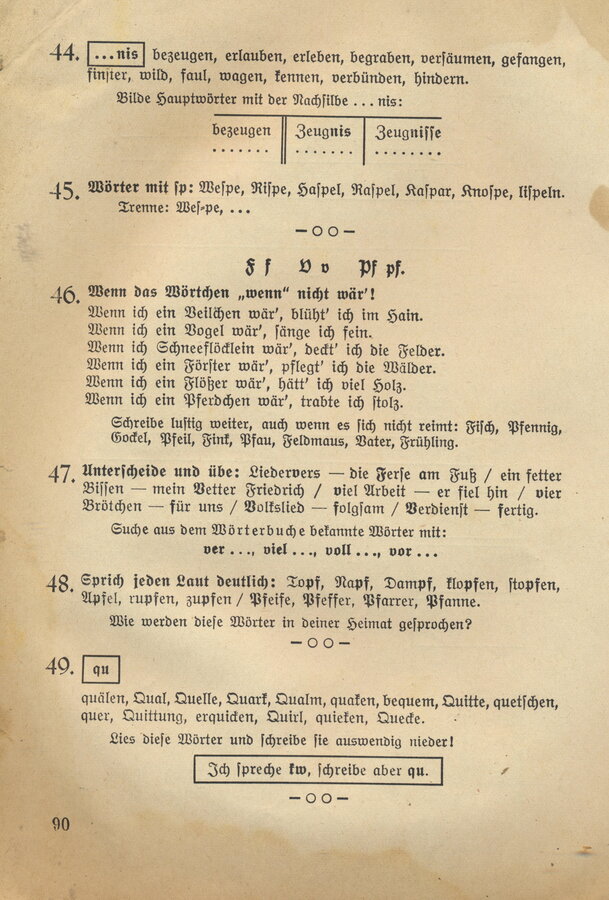 44. ...nis bezeugen, erlauben, erleben, begraben, versäumen, gefangen,
finster, wild, faul, wagen, kennen, verbünden, hindern.
Bilde Hauptwörter mit der Nachsilbe ... nis:
bezeugen Zeugnis Zeugnisse
....... ....... ........
45. Wörter mit sp: Wespe, Rispe, Haspel, Raspel, Kaspar, Knospe, lispeln.
Trenne: Wes-pe, ...
F f V v Pf pf.
46. Wenn das Wörtchen „wenn“ nicht wär'!
Wenn ich ein Veilchen wär', blüht' ich im Hain.
Wenn ich ein Vogel wär', sänge ich fein.
Wenn ich Schneeflöcklein wär', deckt' ich die Felder.
Wenn ich ein Förster wär', pflegt' ich die Wälder.
Wenn ich ein Flößer wär', hätt' ich viel Holz.
Wenn ich ein Pferdchen wär', trabte ich stolz.
Schreibe lustig weiter, auch wenn es sich nicht reimt: Fisch, Pfennig,
Gockel, Pfeil, Fink, Pfau, Feldmaus, Vater, Frühling.
47. Unterscheide und übe: Liedervers — die Ferse am Fuß / ein fetter
Bissen — mein Vetter Friedrich / viel Arbeit — er fiel hin / vier
Brötchen — für uns / Volkslied — folgsam / Verdienst — fertig.
Suche aus dem Wörterbuche bekannte Wörter mit:
ver ..., viel ..., voll ..., vor ...
48. Sprich jeden Laut deutlich: Topf, Napf, Dampf, klopfen, stopfen,
Apfel, rupfen, zupfen / Pfeife, Pfeffer, Pfarrer, Pfanne.
Wie werden diese Wörter in deiner Heimat gesprochen?
49. qu
quälen, Qual, Quelle, Quark, Qualm, quaken, bequem, Quitte, quetschen,
quer, Quittung, erquicken, Quirl, quieken, Quecke.
Lies diese Wörter und schreibe sie auswendig nieder!
Ich spreche kw, schreibe aber qu.
90